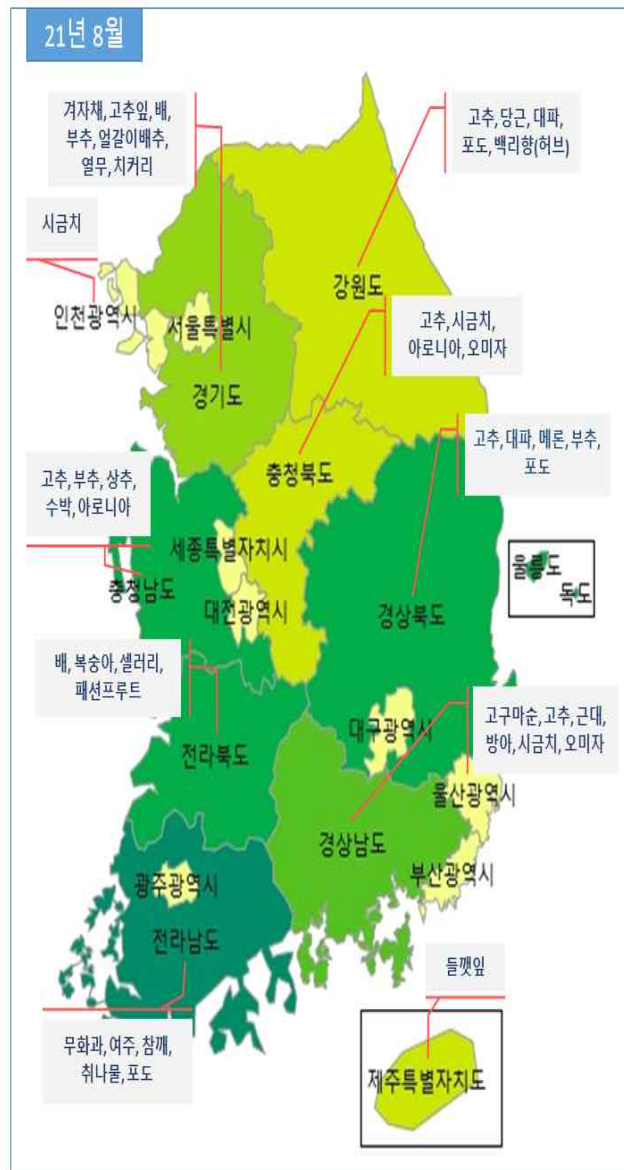 21년 8월
겨자채, 고추잎, 배,
부추, 얼갈이배추,
열무, 치커리
고추, 당근, 대파,
포도, 백리향(허브)
시금치
강원도
인천광역시
서울특별시
고추, 시금치,
아로니아, 오미자
경기도
고추, 대파, 메론, 부추,
포도
충청북도
고추, 부추, 상추,
수박, 아로니아
세종특별자치시
울릉도
독도
충청남도
대전광역시
경상북도
배, 복숭아, 셀러리,
패션프루트
고구마순, 고추, 근대,
방아, 시금치, 오미자
대구광역시
전라북도
울산광역시
경상남도
부산광역시
광주광역시
전라남도
들깻잎
무화과, 여주, 참깨,
취나물, 포도
제주특별자치도